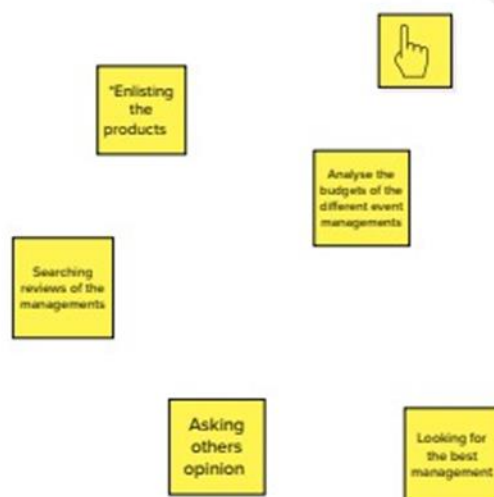 "Enlisting
the
products
Analyse the
budgets of the
different event
managements
Searching
reviews of the
managements
Asking
others
opinion
Looking for
the best
management